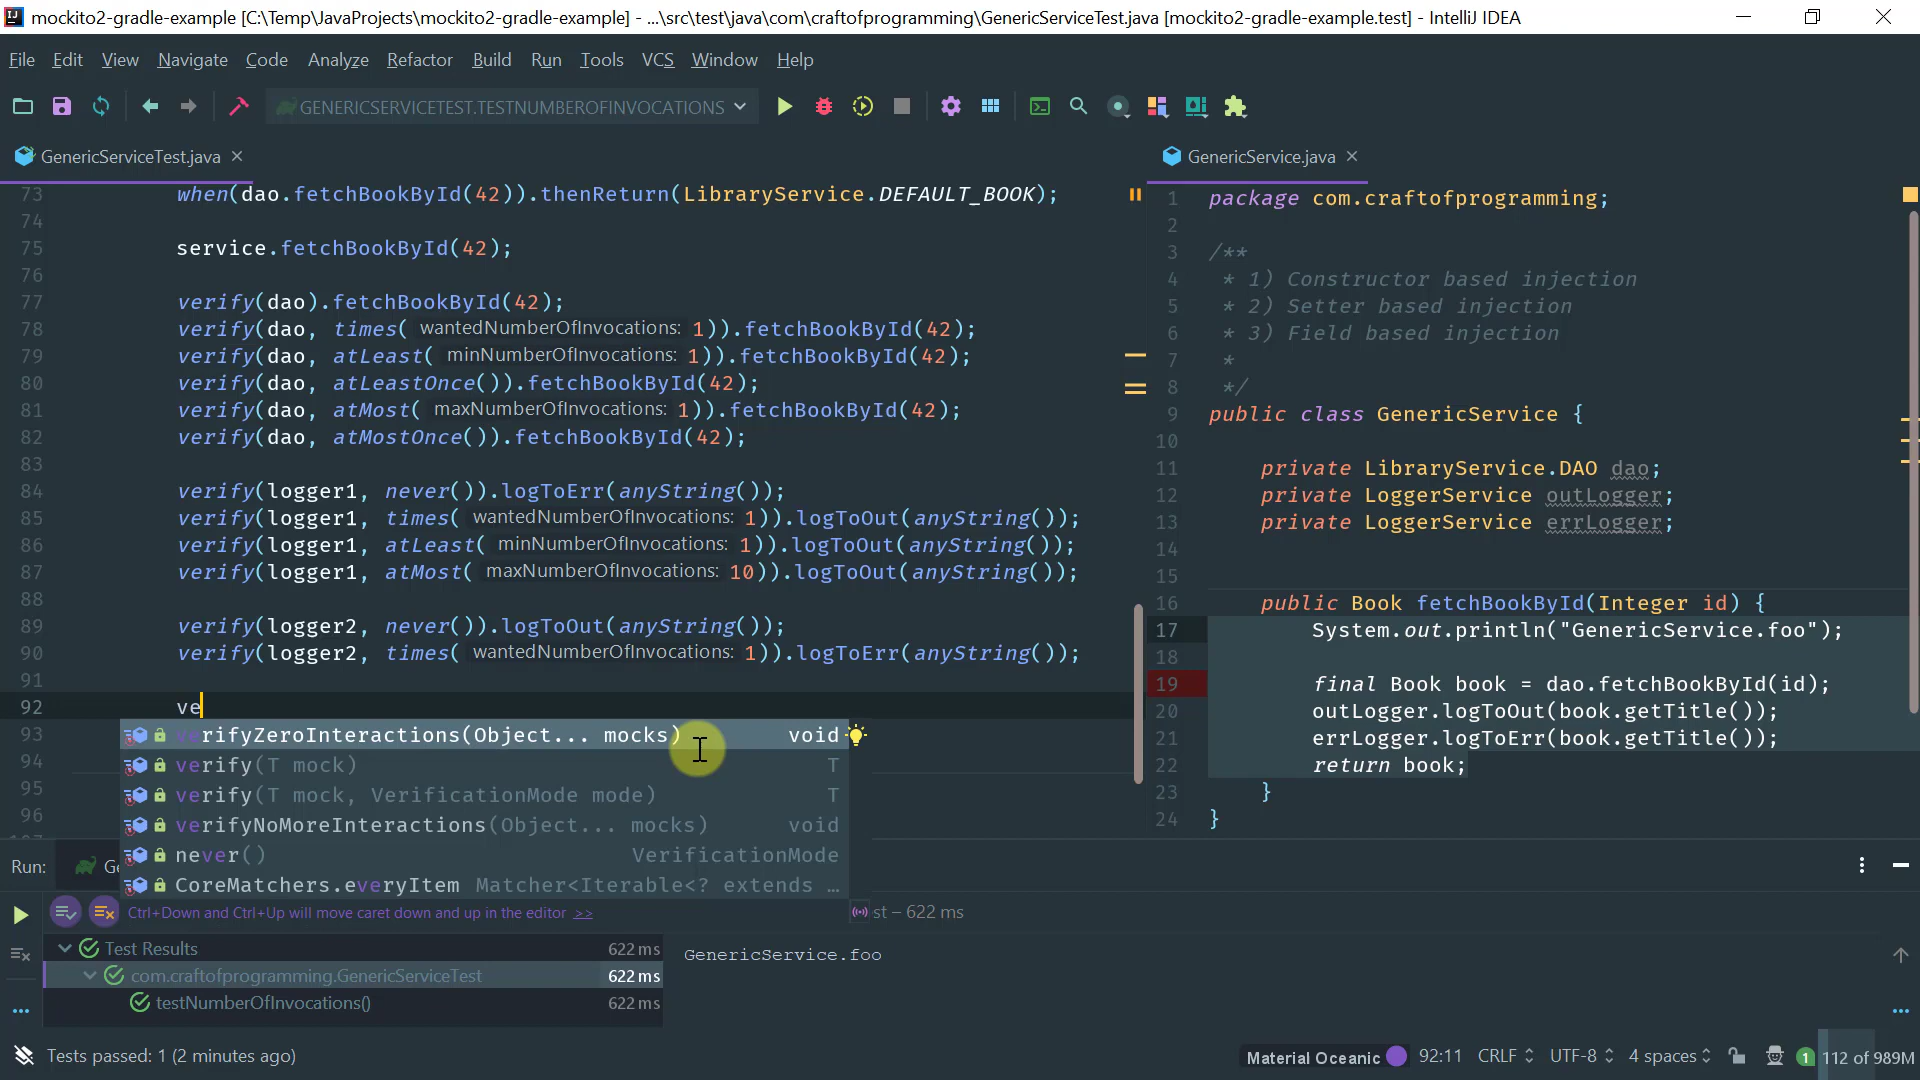 mockito2-gradle-example [C:\Temp\JavaProjects\mockito2-gradle-example] - ...\src\test\java\com\craftofprogramming\GenericServiceTest.java [mockito2-gradle-example.test] - IntelliJ IDEA
File Edit View Navigate Code Analyze Refactor Build Run Tools VCS Window Help
GENERICSERVICETEST.TESTNUMBEROFINVOCATIONS
GenericServiceTest.java
73 when(dao.fetchBookById(42)).thenReturn(LibraryService.DEFAULT_BOOK);
74
75 service.fetchBookById(42);
76
77 verify(dao).fetchBookById(42);
78 verify(dao, times( wantedNumberOfInvocations: 1)).fetchBookById(42);
79 verify(dao, atLeast( minNumberOfInvocations: 1)).fetchBookById(42);
80 verify(dao, atLeastOnce()).fetchBookById(42);
81 verify(dao, atMost( maxNumberOfInvocations: 1)).fetchBookById(42);
82 verify(dao, atMostOnce()).fetchBookById(42);
83
84 verify(logger1, never()).logToErr(anyString());
85 verify(logger1, times( wantedNumberOfInvocations: 1)).logToOut(anyString());
86 verify(logger1, atLeast( minNumberOfInvocations: 1)).logToOut(anyString());
87 verify(logger1, atMost( maxNumberOfInvocations: 10)).logToOut(anyString());
88
89 verify(logger2, never()).logToOut(anyString());
90 verify(logger2, times( wantedNumberOfInvocations: 1)).logToErr(anyString());
91
92 ve
93 verifyZeroInteractions(Object... mocks) void
94 verify(T mock) T
95 verify(T mock, VerificationMode mode) T
96 verifyNoMoreInteractions(Object... mocks) void
never() VerificationMode
CoreMatchers.everyItem Matcher<Iterable<? extends ...
Ctrl+Down and Ctrl+Up will move caret down and up in the editor >>
GenericService.java
1 package com.craftofprogramming;
2
3 /**
4 * 1) Constructor based injection
5 * 2) Setter based injection
6 * 3) Field based injection
7 *
8 */
9 public class GenericService {
10
11 private LibraryService.DAO dao;
12 private LoggerService outLogger;
13 private LoggerService errLogger;
14
15
16 public Book fetchBookById(Integer id) {
17 System.out.println("GenericService.foo");
18
19 final Book book = dao.fetchBookById(id);
20 outLogger.logToOut(book.getTitle());
21 errLogger.logToErr(book.getTitle());
22 return book;
23 }
24 }
Run: Ge
st – 622 ms
Test Results 622 ms
com.craftofprogramming.GenericServiceTest 622 ms
testNumberOfInvocations() 622 ms
GenericService.foo
Tests passed: 1 (2 minutes ago)
Material Oceanic 92:11 CRLF UTF-8 4 spaces 1 112 of 989M